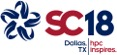 SC18
Dallas, hpc
TX inspires.